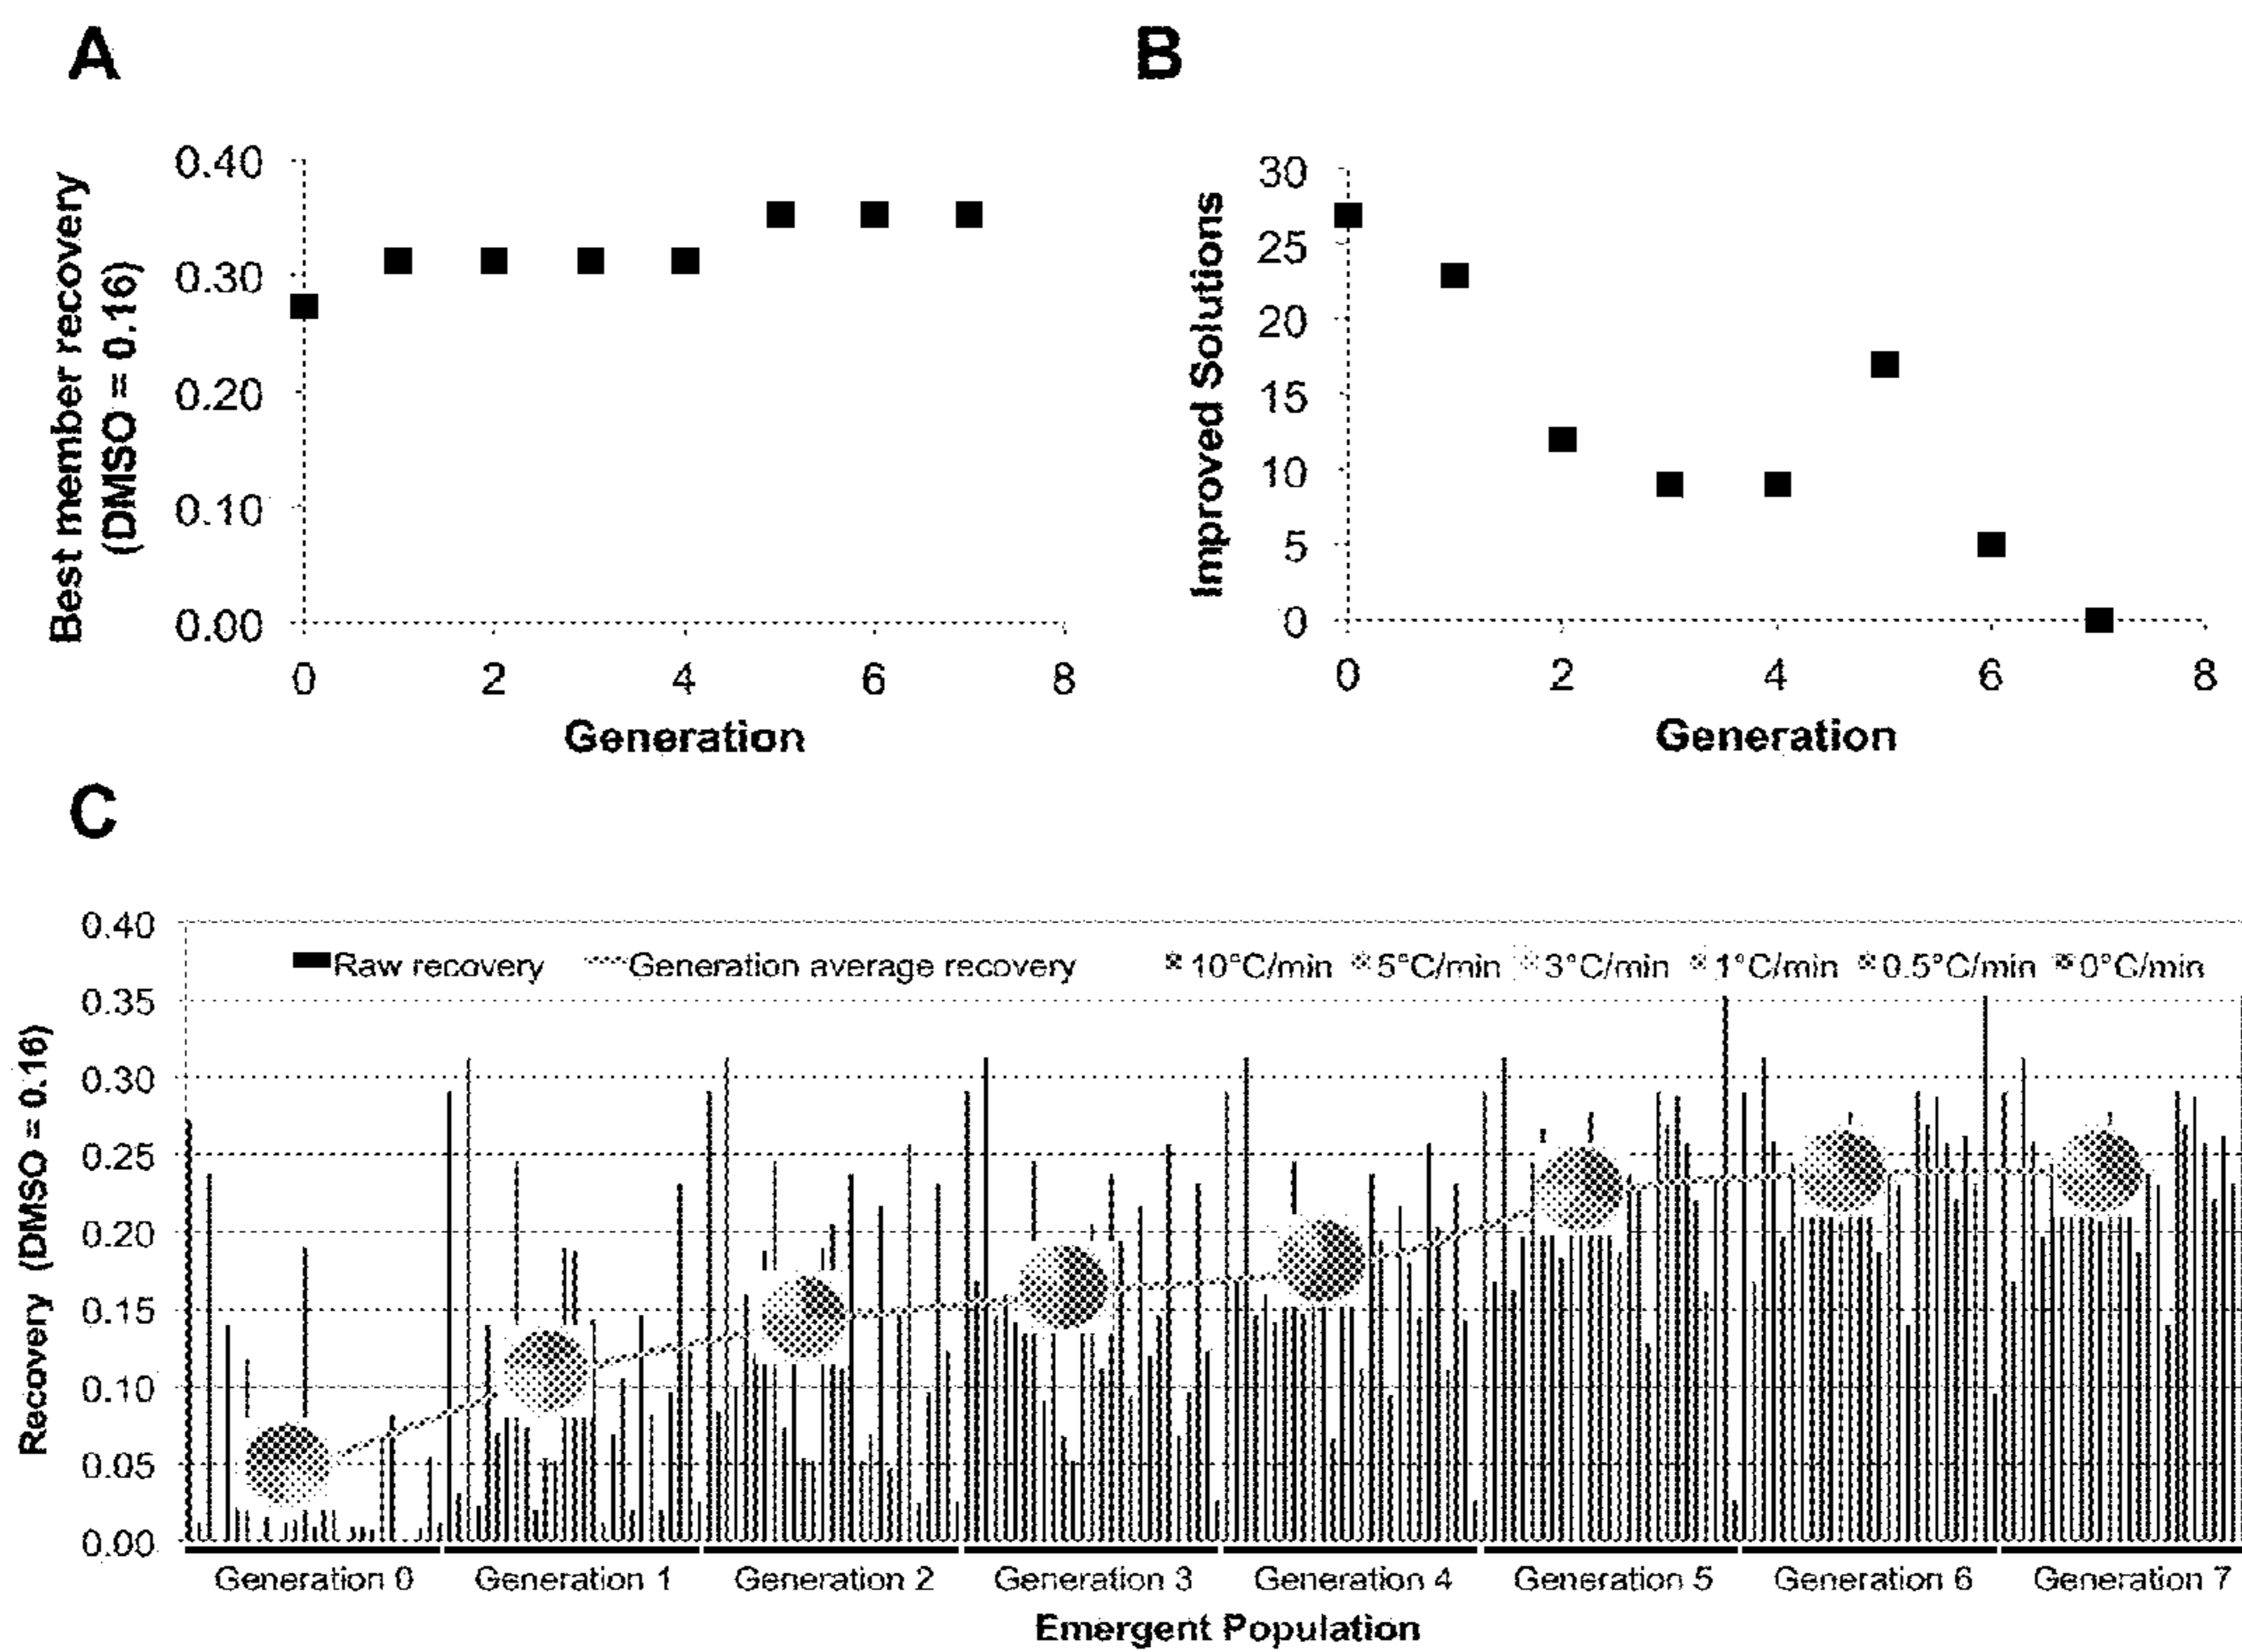 A
B
Best member recovery
(DMSO = 0.16)
0.40
0.30
0.20
0.10
0.00
0 2 4 6 8
Generation
Improved Solutions
30
25
20
15
10
5
0
0 2 4 6 8
Generation
C
Recovery (DMSO = 0.16)
0.40
0.35
0.30
0.25
0.20
0.15
0.10
0.05
0.00
Raw recovery Generation average recovery 10°C/min 5°C/min 3°C/min 1°C/min 0.5°C/min 0°C/min
Generation 0 Generation 1 Generation 2 Generation 3 Generation 4 Generation 5 Generation 6 Generation 7
Emergent Population